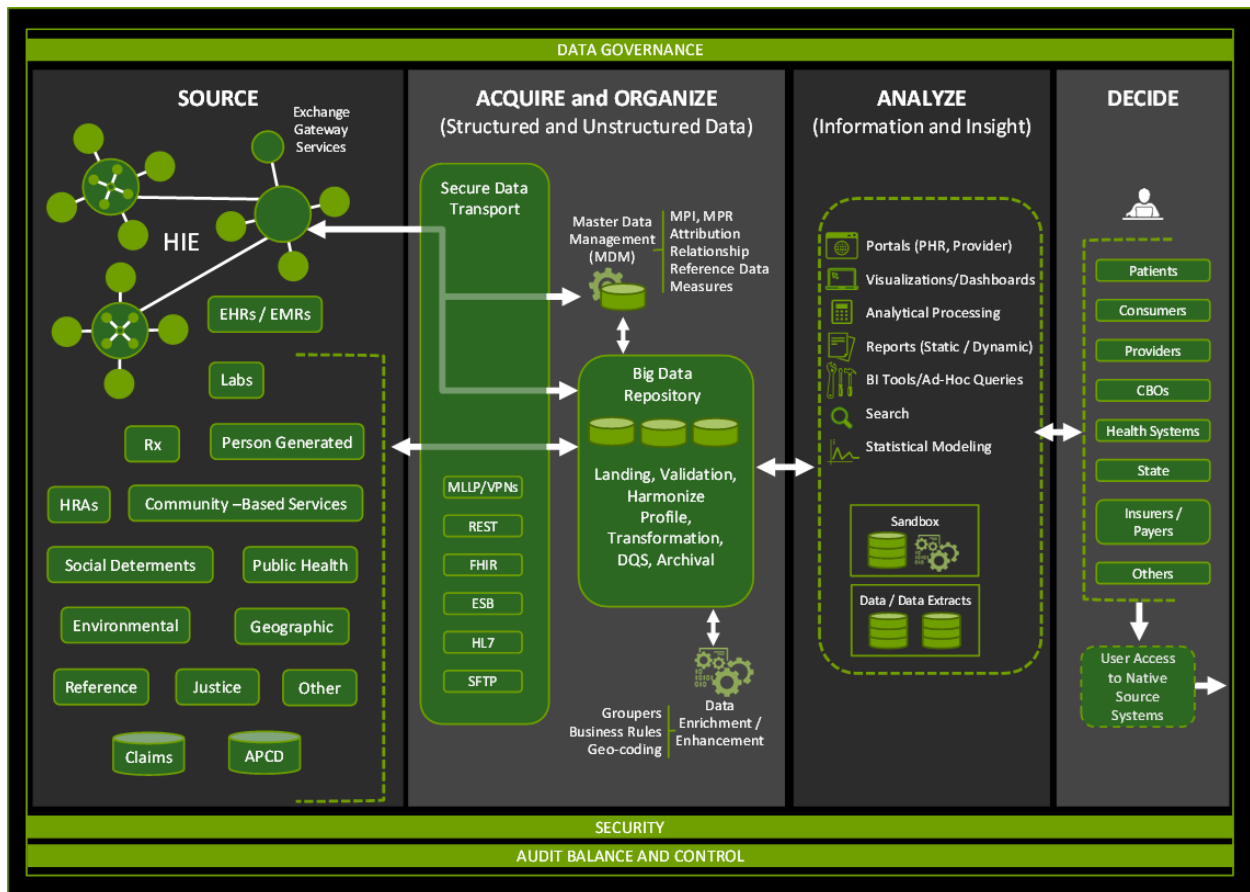 DATA GOVERNANCE
SOURCE
Exchange
Gateway
Services
HIE
EHRs / EMRs
Labs
Rx
Person Generated
HRAs
Community –Based Services
Social Determents
Public Health
Environmental
Geographic
Reference
Justice
Other
Claims
APCD
ACQUIRE and ORGANIZE
(Structured and Unstructured Data)
Secure Data
Transport
MLLP/VPNs
REST
FHIR
ESB
HL7
SFTP
Master Data
Management
(MDM)
MPI, MPR
Attribution
Relationship
Reference Data
Measures
Big Data
Repository
Landing, Validation,
Harmonize
Profile,
Transformation,
DQS, Archival
Groupers
Business Rules
Geo-coding
Data
Enrichment /
Enhancement
ANALYZE
(Information and Insight)
Portals (PHR, Provider)
Visualizations/Dashboards
Analytical Processing
Reports (Static / Dynamic)
BI Tools/Ad-Hoc Queries
Search
Statistical Modeling
Sandbox
Data / Data Extracts
DECIDE
Patients
Consumers
Providers
CBOs
Health Systems
State
Insurers /
Payers
Others
User Access
to Native
Source
Systems
SECURITY
AUDIT BALANCE AND CONTROL